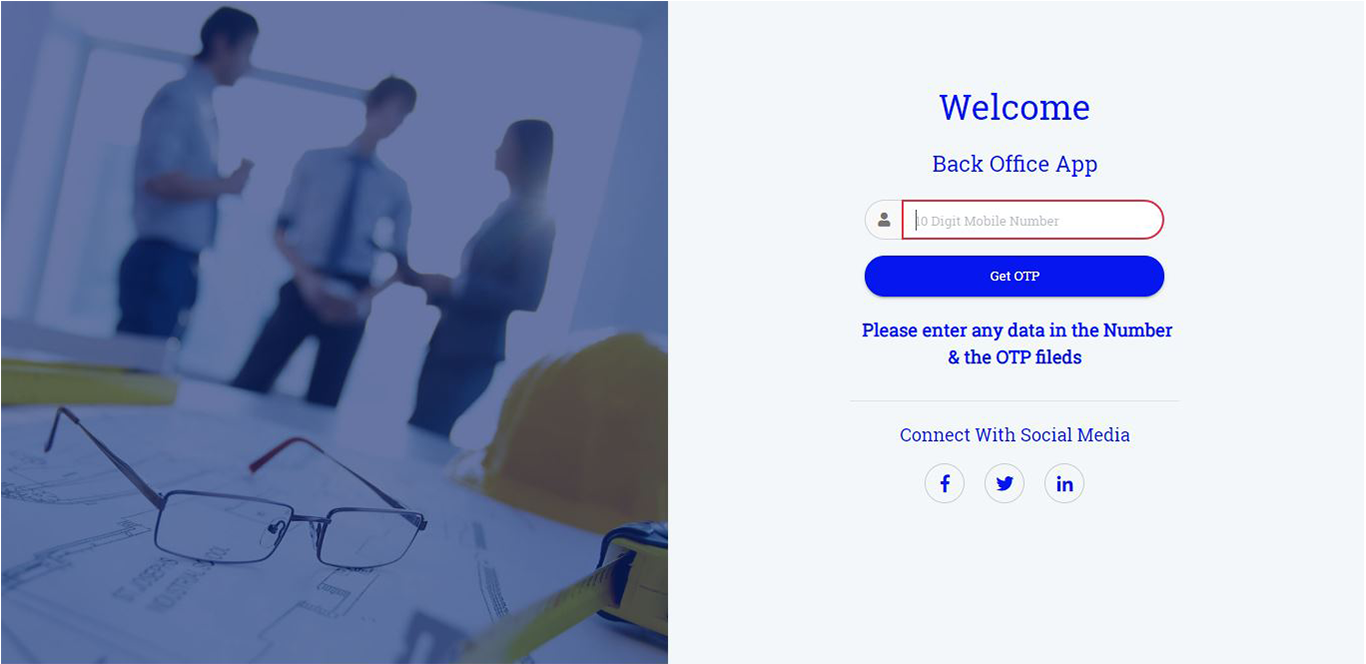 Welcome
Back Office App
10 Digit Mobile Number
Get OTP
Please enter any data in the Number
& the OTP fileds
Connect With Social Media